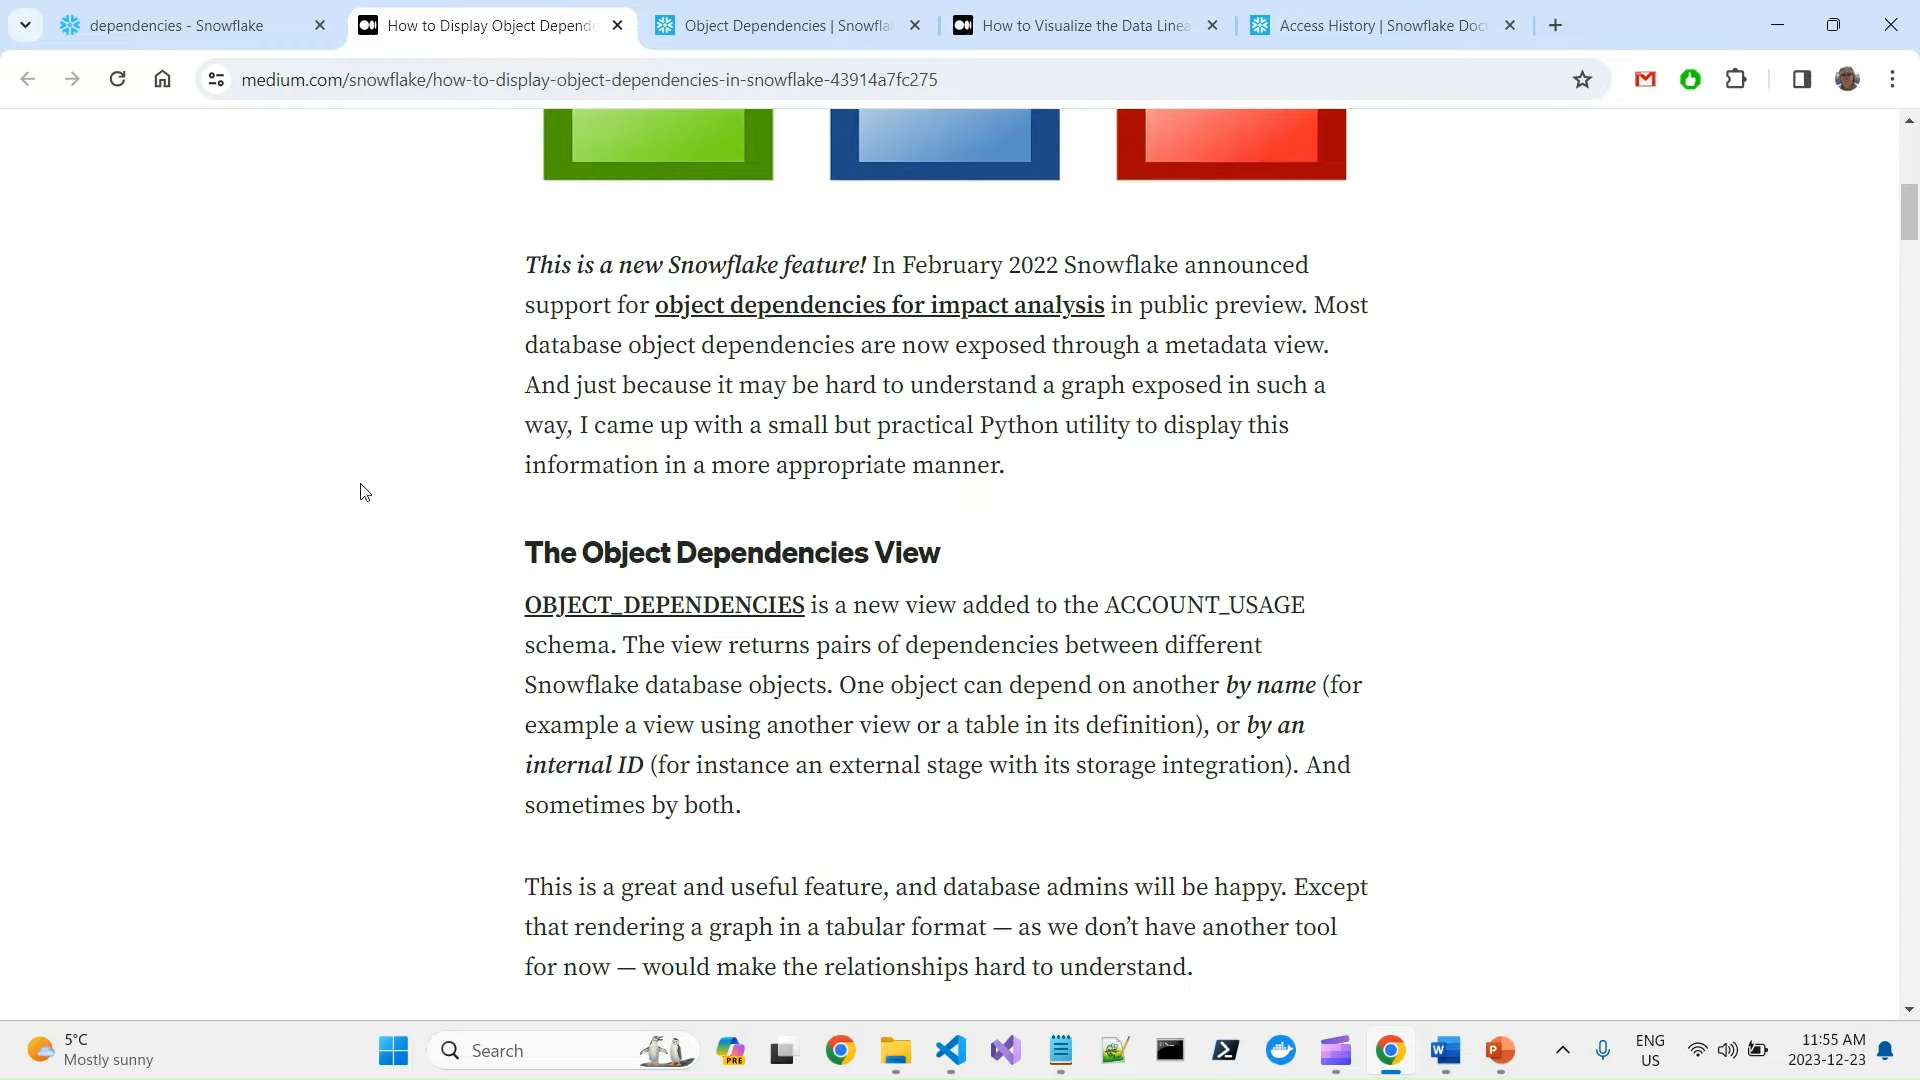 dependencies - Snowflake
How to Display Object Depende
Object Dependencies | Snowfla
How to Visualize the Data Linea
Access History | Snowflake Doc
medium.com/snowflake/how-to-display-object-dependencies-in-snowflake-43914a7fc275
This is a new Snowflake feature! In February 2022 Snowflake announced
support for object dependencies for impact analysis in public preview. Most
database object dependencies are now exposed through a metadata view.
And just because it may be hard to understand a graph exposed in such a
way, I came up with a small but practical Python utility to display this
information in a more appropriate manner.
The Object Dependencies View
OBJECT_DEPENDENCIES is a new view added to the ACCOUNT_USAGE
schema. The view returns pairs of dependencies between different
Snowflake database objects. One object can depend on another by name (for
example a view using another view or a table in its definition), or by an
internal ID (for instance an external stage with its storage integration). And
sometimes by both.
This is a great and useful feature, and database admins will be happy. Except
that rendering a graph in a tabular format — as we don’t have another tool
for now — would make the relationships hard to understand.
5°C
Mostly sunny
Search
PRE
ENG
US
11:55 AM
2023-12-23